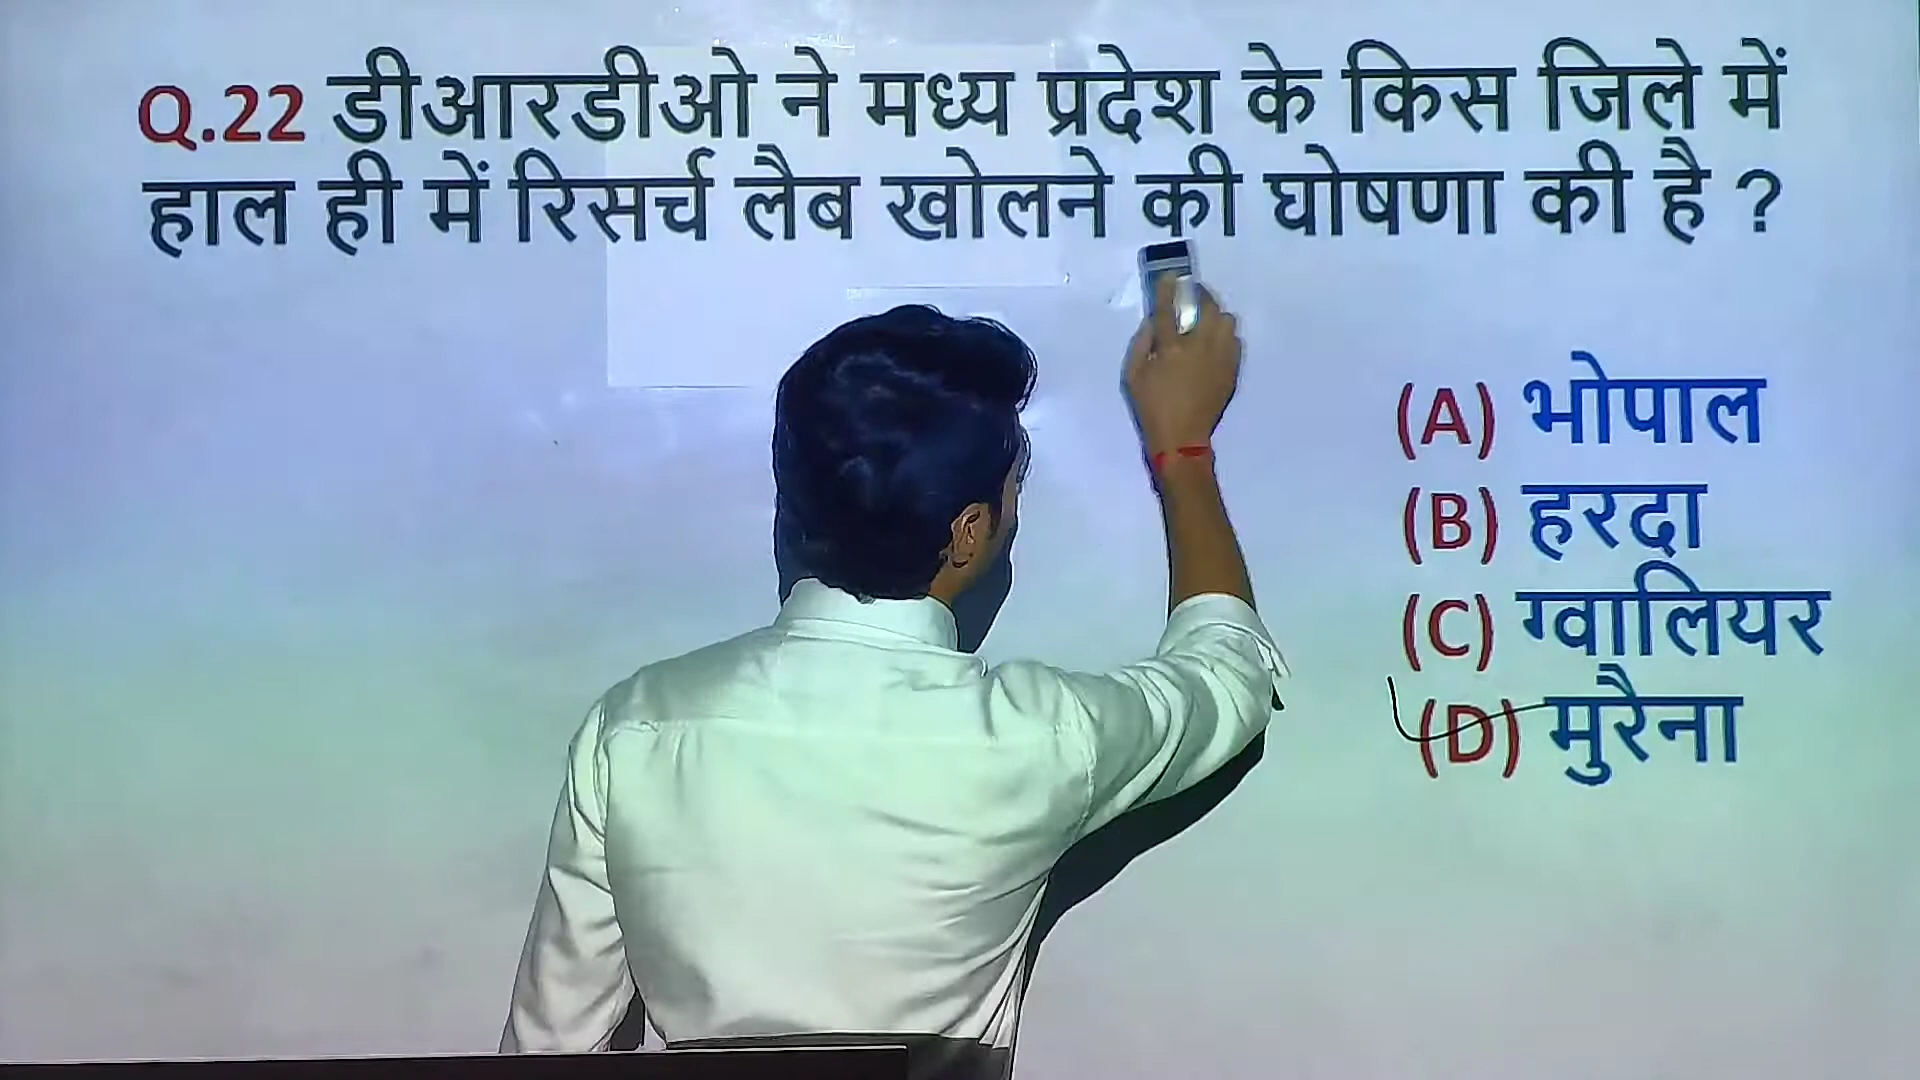 Q.22 डीआरडीओ ने मध्य प्रदेश के किस जिले में
हाल ही में रिसर्च लैब खोलने की घोषणा की है ?
(A) भोपाल
(B) हरदा
(C) ग्वालियर
(D) मुरैना